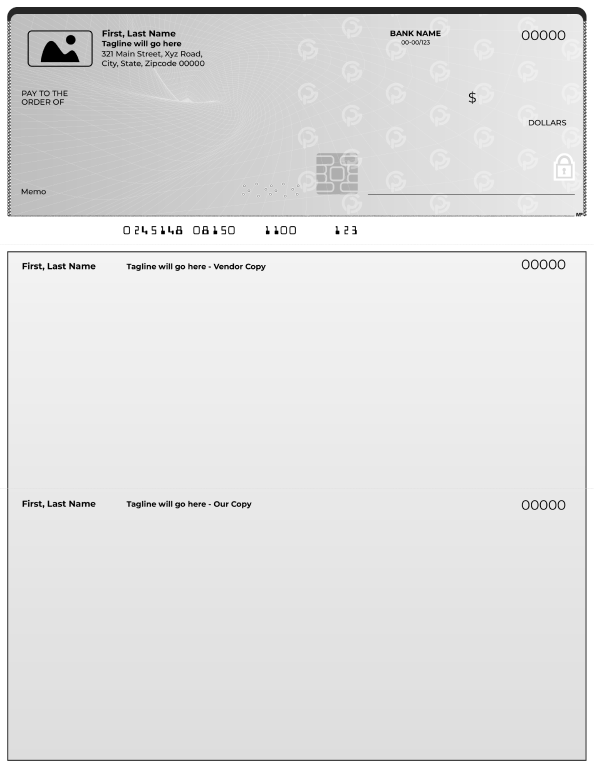 First, Last Name
Tagline will go here
321 Main Street, Xyz Road,
City, State, Zipcode 00000
BANK NAME
00-00/123
00000
PAY TO THE
ORDER OF
$
DOLLARS
Memo
MP
0245148 08150 1100 123
First, Last Name Tagline will go here - Vendor Copy 00000
First, Last Name Tagline will go here - Our Copy 00000